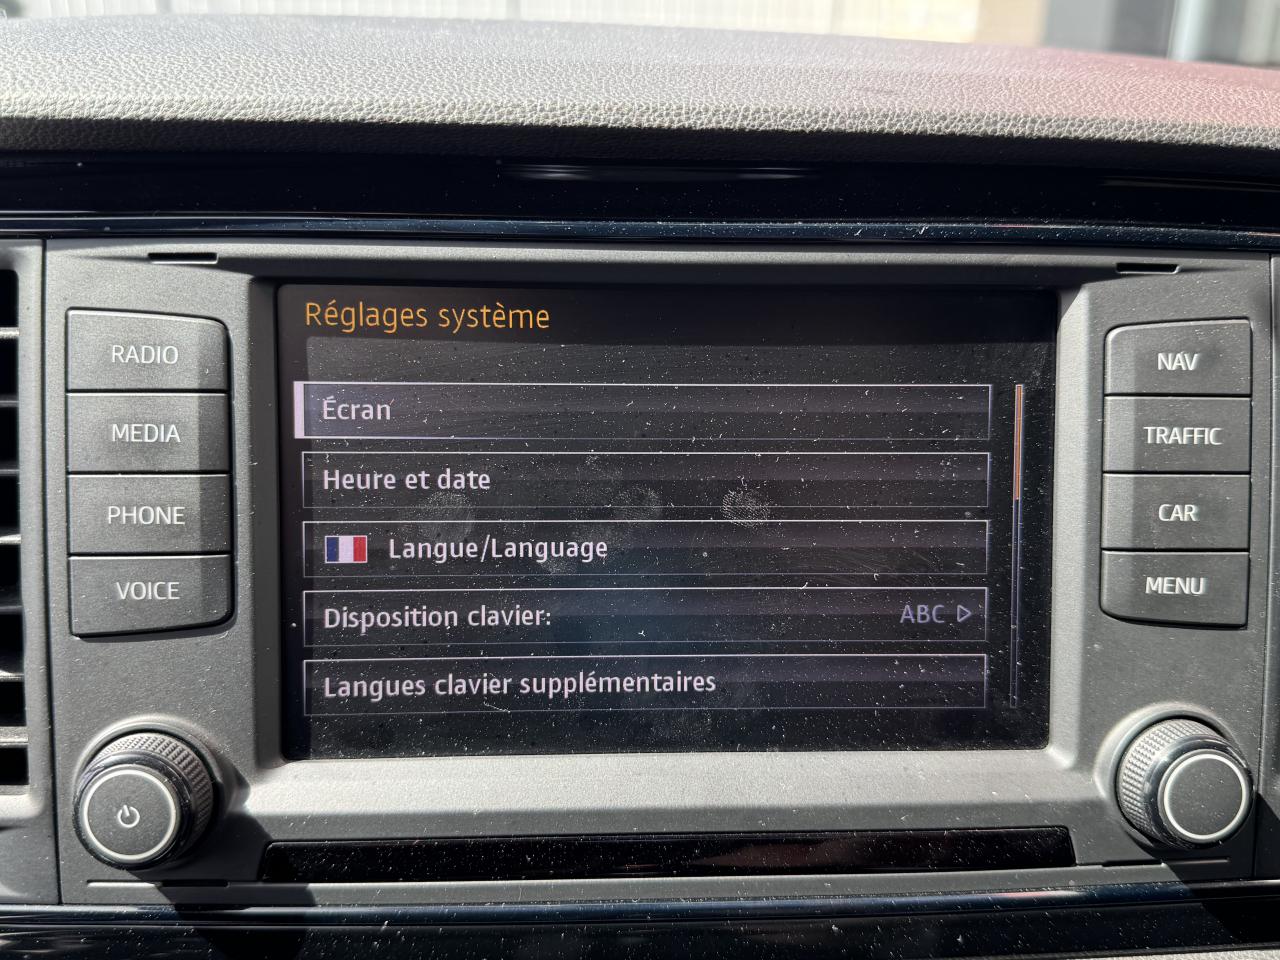 Réglages système
RADIO
MEDIA
PHONE
VOICE
Écran
Heure et date
Langue/Language
Disposition clavier: ABC
Langues clavier supplémentaires
NAV
TRAFFIC
CAR
MENU